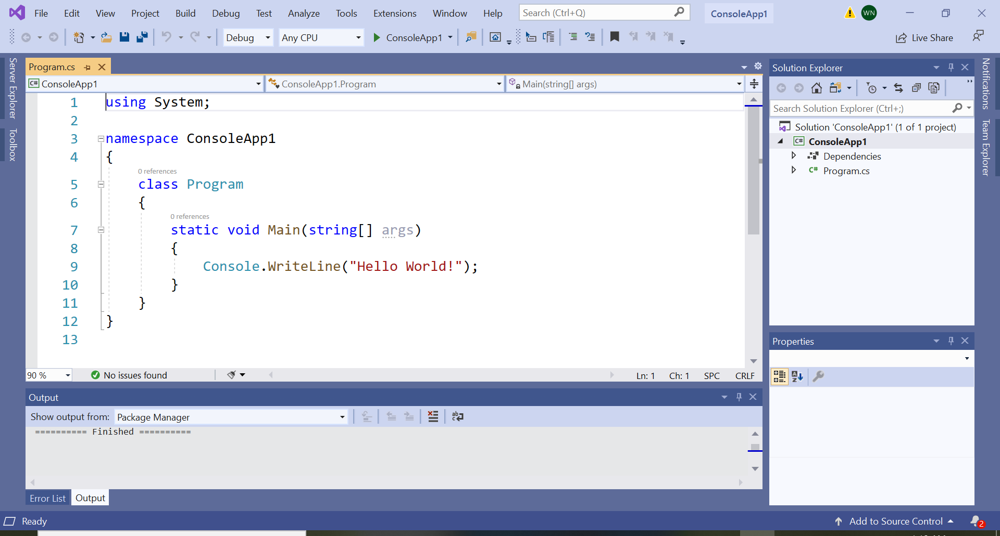 File Edit View Project Build Debug Test Analyze Tools Extensions Window Help Search (Ctrl+Q) ConsoleApp1 WN
Debug Any CPU ConsoleApp1 Live Share
Server Explorer
Toolbox
Program.cs
ConsoleApp1 ConsoleApp1.Program Main(string[] args)
1 using System;
2
3 namespace ConsoleApp1
4 {
0 references
5 class Program
6 {
0 references
7 static void Main(string[] args)
8 {
9 Console.WriteLine("Hello World!");
10 }
11 }
12 }
13
90 % No issues found Ln: 1 Ch: 1 SPC CRLF
Output
Show output from: Package Manager
========== Finished ==========
Error List Output
Solution Explorer
Search Solution Explorer (Ctrl+;)
Solution 'ConsoleApp1' (1 of 1 project)
C# ConsoleApp1
Dependencies
C# Program.cs
Properties
Notifications
Team Explorer
Ready Add to Source Control 2